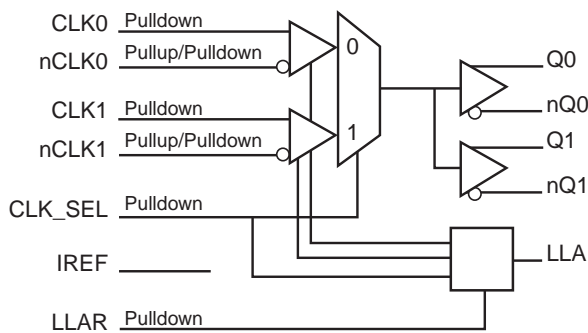 CLK0 Pulldown
nCLK0 Pullup/Pulldown
CLK1 Pulldown
nCLK1 Pullup/Pulldown
CLK_SEL Pulldown
IREF
LLAR Pulldown
0
1
Q0
nQ0
Q1
nQ1
LLA